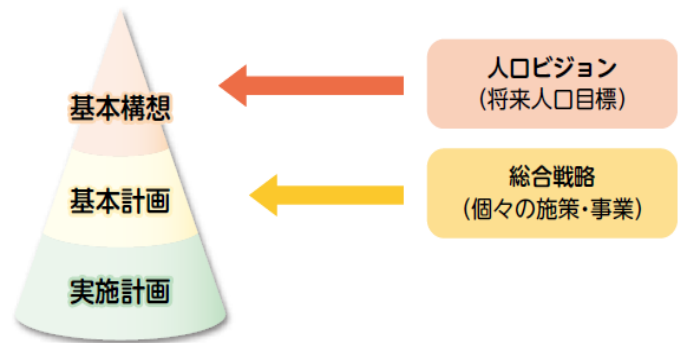 基本構想
基本計画
実施計画
人口ビジョン
(将来人口目標)
総合戦略
(個々の施策・事業)